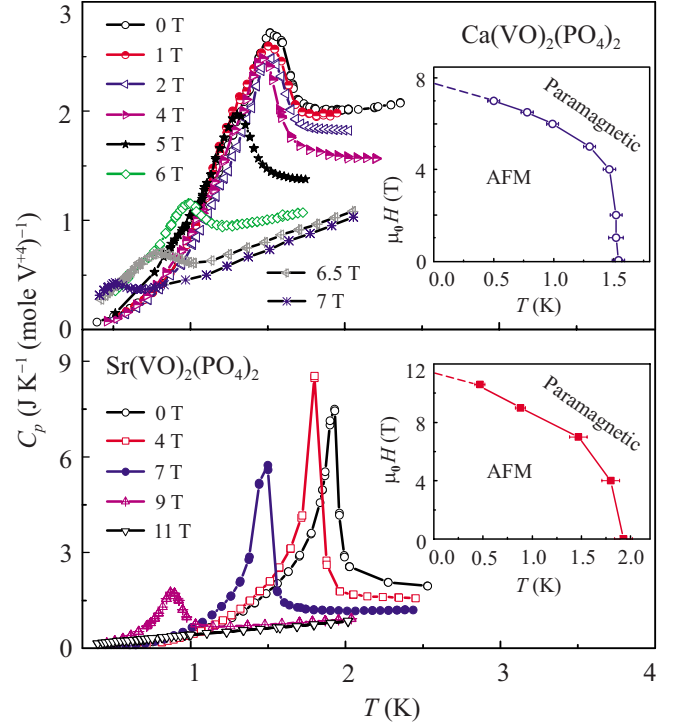 Ca(VO)2(PO4)2
3
2
1
0
0 T
1 T
2 T
4 T
5 T
6 T
6.5 T
7 T
8
4
0
μ0H (T)
Paramagnetic
AFM
0.0 0.5 1.0 1.5
T (K)
Cp (J K−1 (mole V+4)−1)
Sr(VO)2(PO4)2
9
6
3
0
0 T
4 T
7 T
9 T
11 T
12
8
4
0
μ0H (T)
Paramagnetic
AFM
0.0 0.5 1.0 1.5 2.0
T (K)
1 2 3 4
T (K)